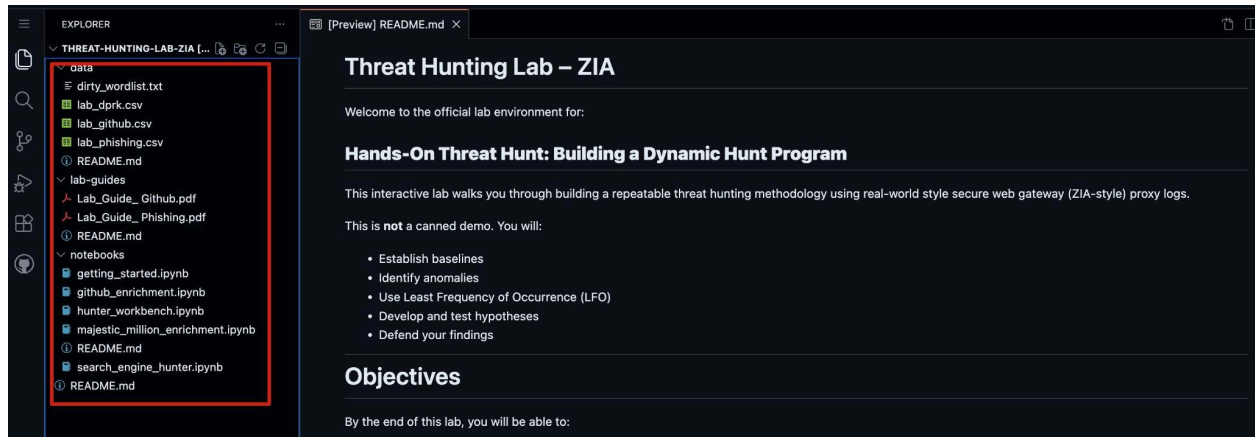 EXPLORER
THREAT-HUNTING-LAB-ZIA [...
data
dirty_wordlist.txt
lab_dprk.csv
lab_github.csv
lab_phishing.csv
README.md
lab-guides
Lab_Guide_ Github.pdf
Lab_Guide_ Phishing.pdf
README.md
notebooks
getting_started.ipynb
github_enrichment.ipynb
hunter_workbench.ipynb
majestic_million_enrichment.ipynb
README.md
search_engine_hunter.ipynb
README.md
[Preview] README.md
Threat Hunting Lab – ZIA
Welcome to the official lab environment for:
Hands-On Threat Hunt: Building a Dynamic Hunt Program
This interactive lab walks you through building a repeatable threat hunting methodology using real-world style secure web gateway (ZIA-style) proxy logs.
This is not a canned demo. You will:
• Establish baselines
• Identify anomalies
• Use Least Frequency of Occurrence (LFO)
• Develop and test hypotheses
• Defend your findings
Objectives
By the end of this lab, you will be able to: